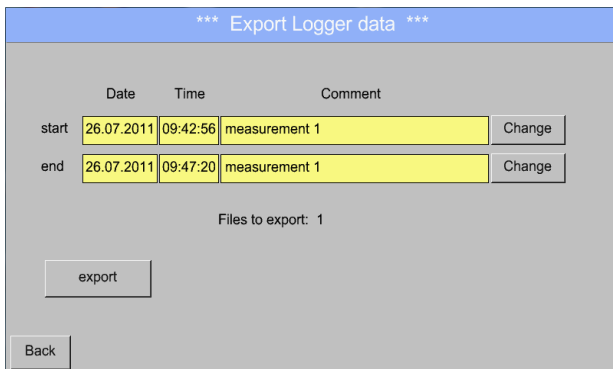 *** Export Logger data ***
Date Time Comment
start 26.07.2011 09:42:56 measurement 1 Change
end 26.07.2011 09:47:20 measurement 1 Change
Files to export: 1
export
Back